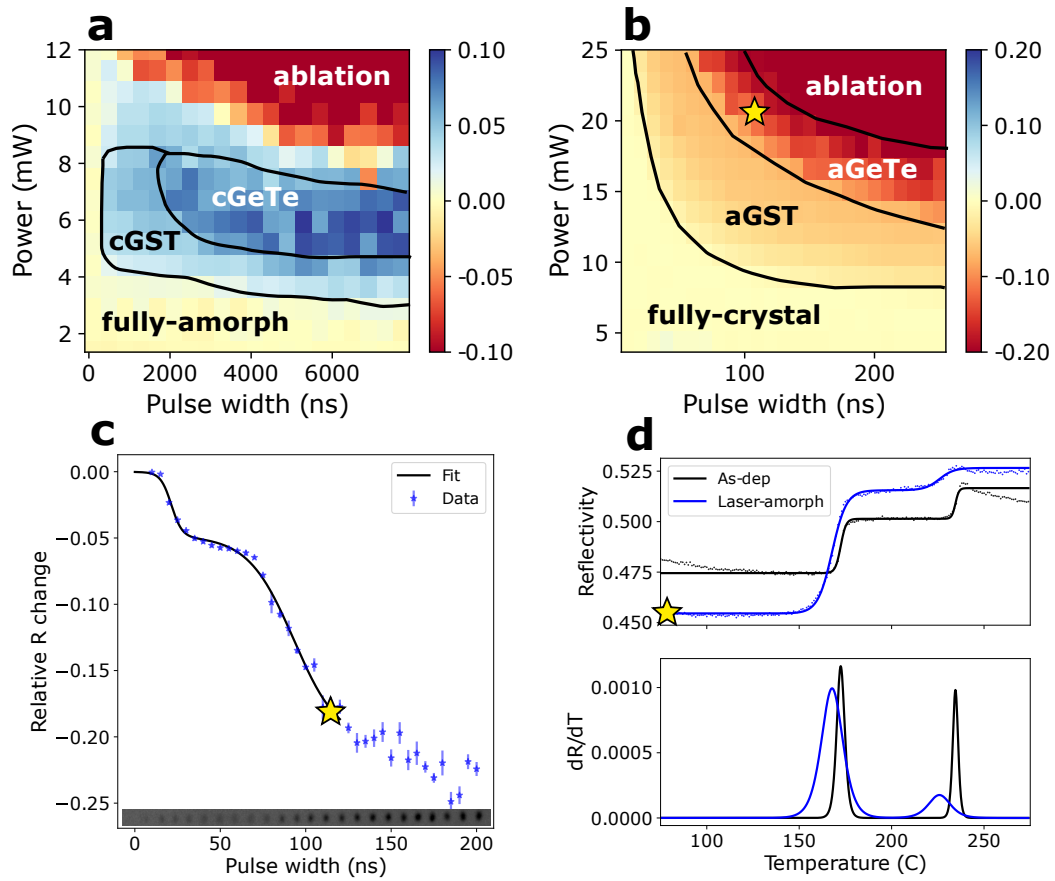 a
12
10
8
6
4
2
Power (mW)
ablation
cGeTe
cGST
fully-amorph
0
2000
4000
6000
Pulse width (ns)
0.10
0.05
0.00
-0.05
-0.10
b
25
20
15
10
5
Power (mW)
ablation
aGeTe
aGST
fully-crystal
100
200
Pulse width (ns)
0.20
0.10
0.00
-0.10
-0.20
c
0.00
−0.05
−0.10
−0.15
−0.20
−0.25
Relative R change
Fit
Data
0
50
100
150
200
Pulse width (ns)
d
0.525
0.500
0.475
0.450
Reflectivity
As-dep
Laser-amorph
0.0010
0.0005
0.0000
dR/dT
100
150
200
250
Temperature (C)